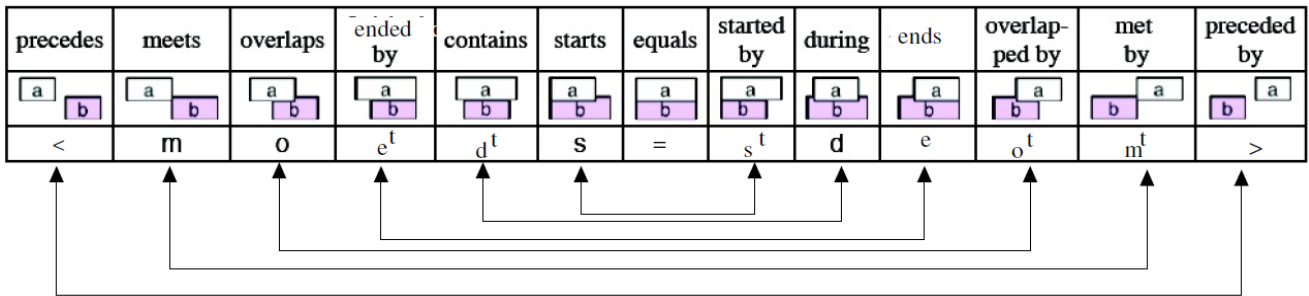 precedes meets overlaps ended by contains starts equals started by during ends overlap-ped by met by preceded by
a a a a a a a a a a a a a
b b b b b b b b b b b b b
< m o e^t d^t s = s^t d e o^t m^t >